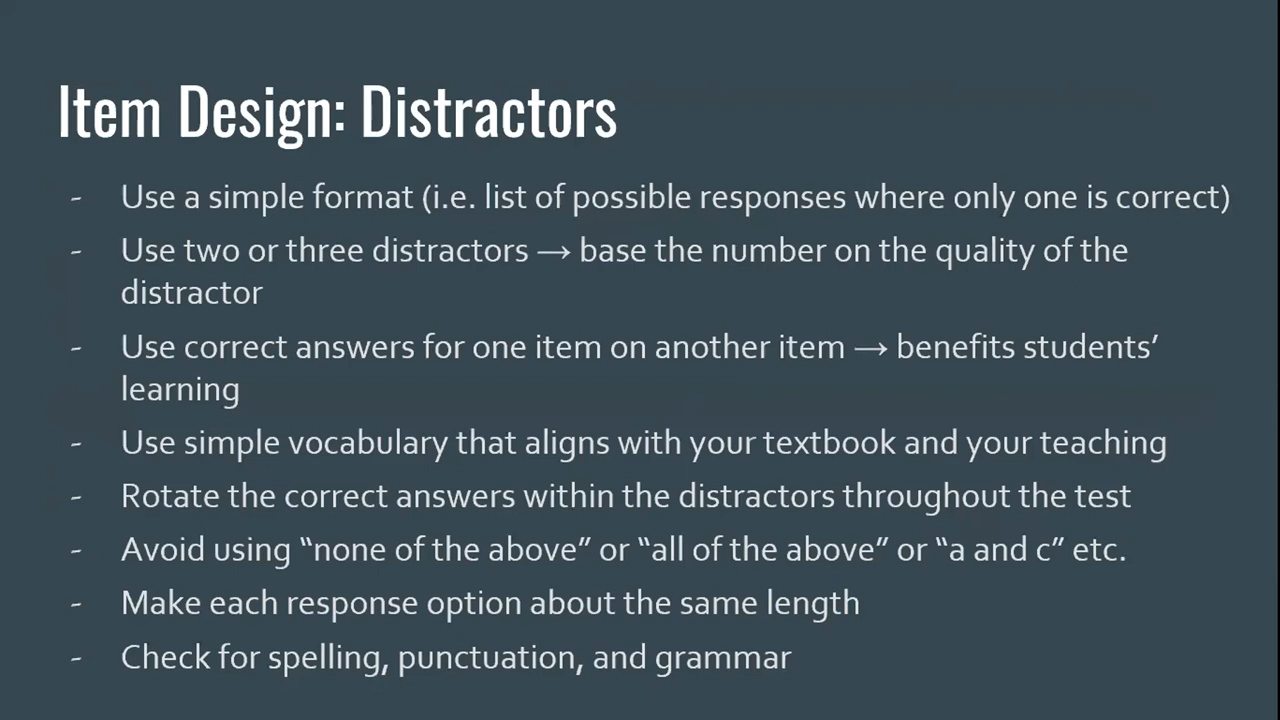 Item Design: Distractors
- Use a simple format (i.e. list of possible responses where only one is correct)
- Use two or three distractors → base the number on the quality of the
distractor
- Use correct answers for one item on another item → benefits students’
learning
- Use simple vocabulary that aligns with your textbook and your teaching
- Rotate the correct answers within the distractors throughout the test
- Avoid using “none of the above” or “all of the above” or “a and c” etc.
- Make each response option about the same length
- Check for spelling, punctuation, and grammar